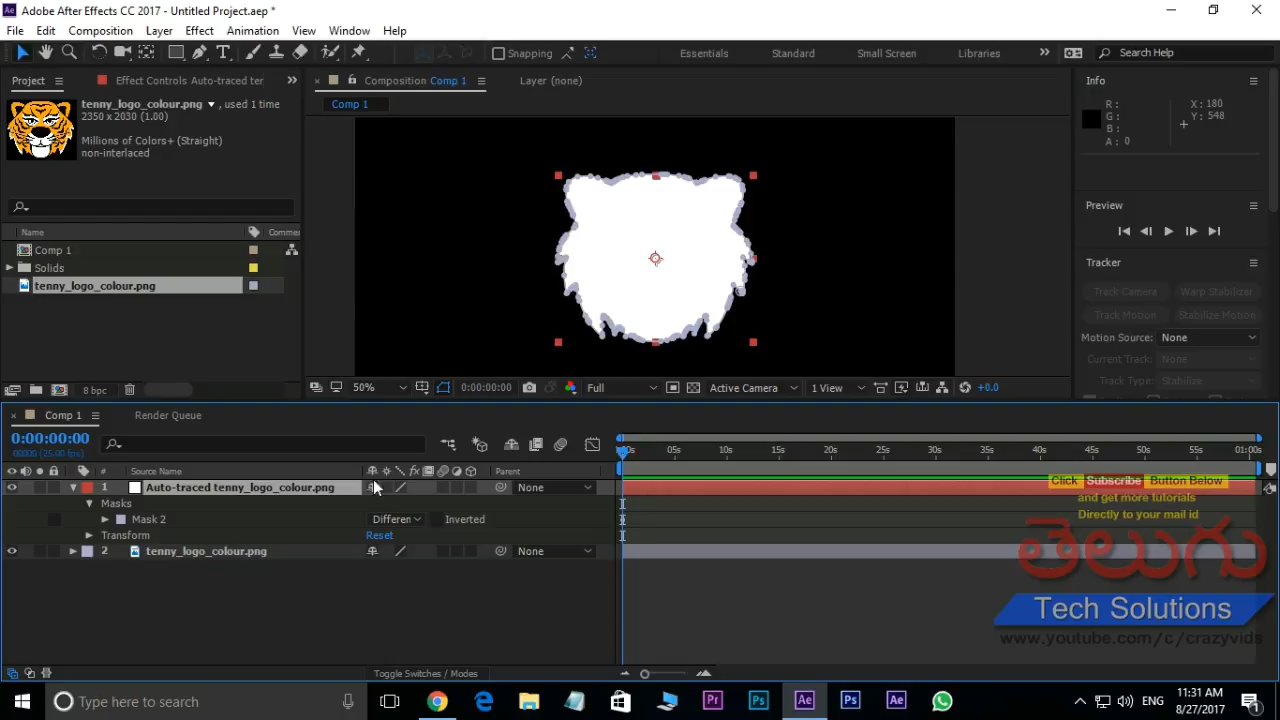 Adobe After Effects CC 2017 - Untitled Project.aep *
File Edit Composition Layer Effect Animation View Window Help
Snapping Essentials Standard Small Screen Libraries Search Help
Project Effect Controls Auto-traced ter Composition Comp 1 Layer (none) Info
tenny_logo_colour.png , used 1 time
2350 x 2030 (1.00)
Millions of Colors+ (Straight)
non-interlaced
Comp 1
R:
G:
B:
A: 0
X: 180
Y: 548
Name Comme
Comp 1
Solids
tenny_logo_colour.png
Preview
Tracker
Track Camera Warp Stabilizer
Track Motion Stabilize Motion
Motion Source: None
Current Track: None
Track Type: Stabilize
8 bpc 50% 0:00:00:00 Full Active Camera 1 View +0.0
Comp 1 Render Queue
0:00:00:00
00000 (25.00 fps)
05s 10s 15s 20s 25s 30s 35s 40s 45s 50s 55s 01:00s
# Source Name Parent
1 Auto-traced tenny_logo_colour.png None
Masks
Mask 2 Differen Inverted
Transform Reset
2 tenny_logo_colour.png None
Click Subscribe Button Below
and get more tutorials
Directly to your mail id
తెలుగు
Tech Solutions
www.youtube.com/c/crazyvids
Toggle Switches / Modes
Type here to search
ENG
11:31 AM
8/27/2017